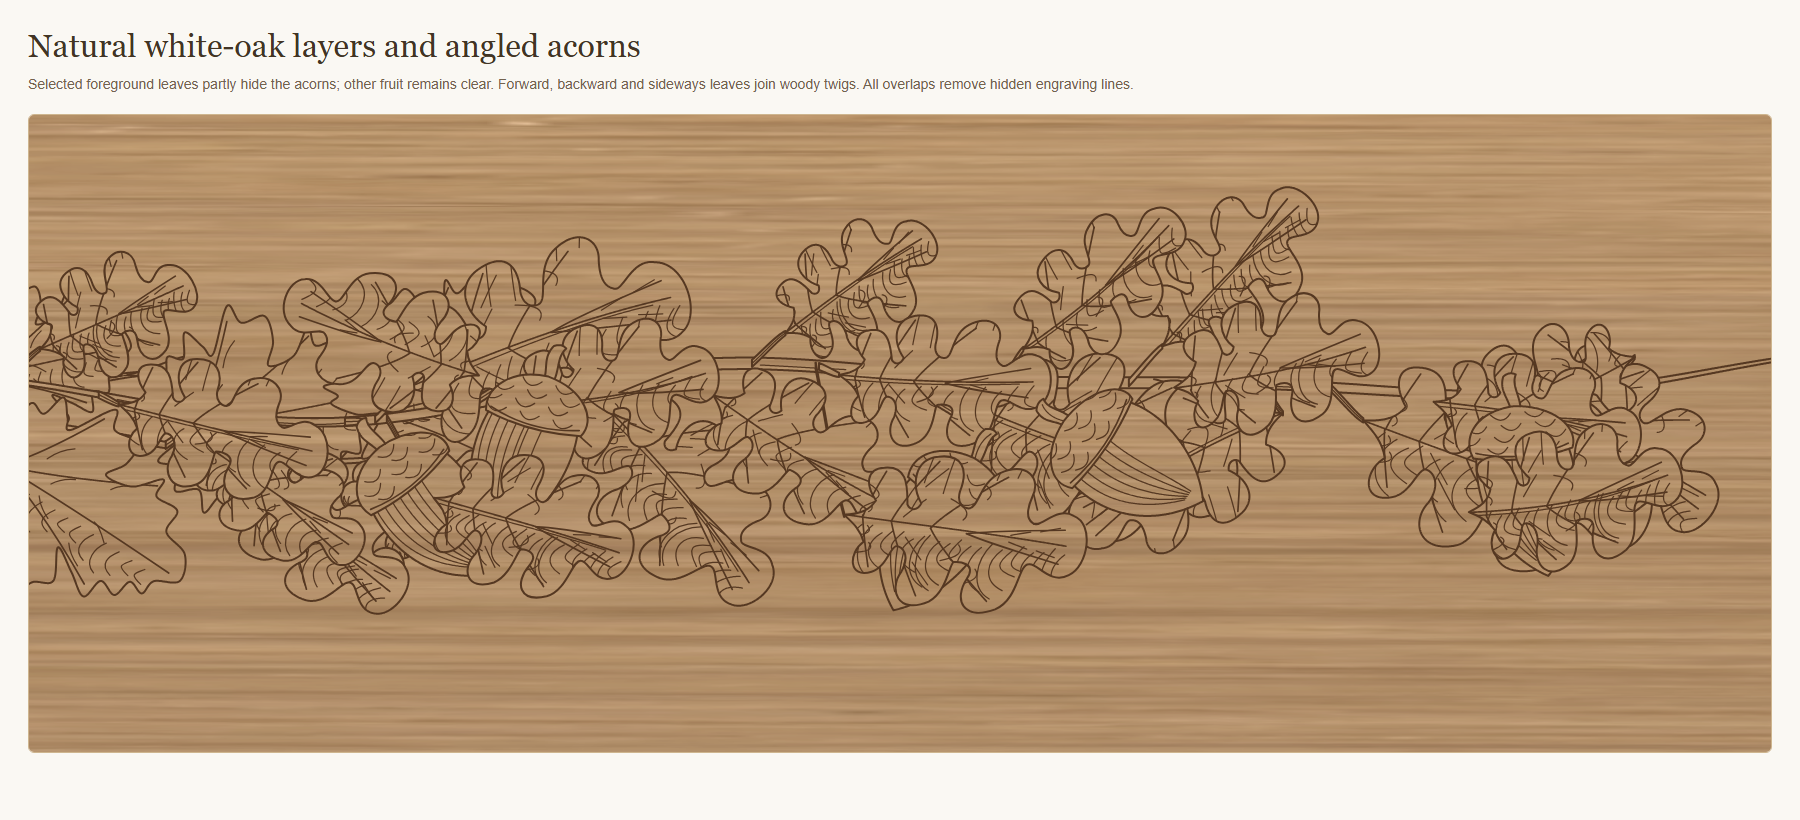 Natural white-oak layers and angled acorns
Selected foreground leaves partly hide the acorns; other fruit remains clear. Forward, backward and sideways leaves join woody twigs. All overlaps remove hidden engraving lines.